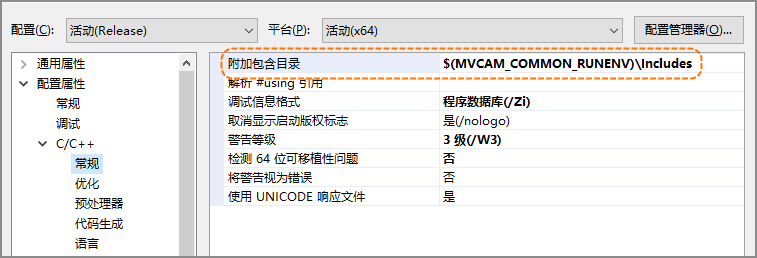 配置(C): 活动(Release) 平台(P): 活动(x64) 配置管理器(O)...
通用属性
配置属性
常规
调试
C/C++
常规
优化
预处理器
代码生成
语言
附加包含目录 $(MVCAM_COMMON_RUNENV)\Includes
解析 #using 引用
调试信息格式 程序数据库(/Zi)
取消显示启动版权标志 是(/nologo)
警告等级 3 级(/W3)
检测 64 位可移植性问题 否
将警告视为错误 否
使用 UNICODE 响应文件 是